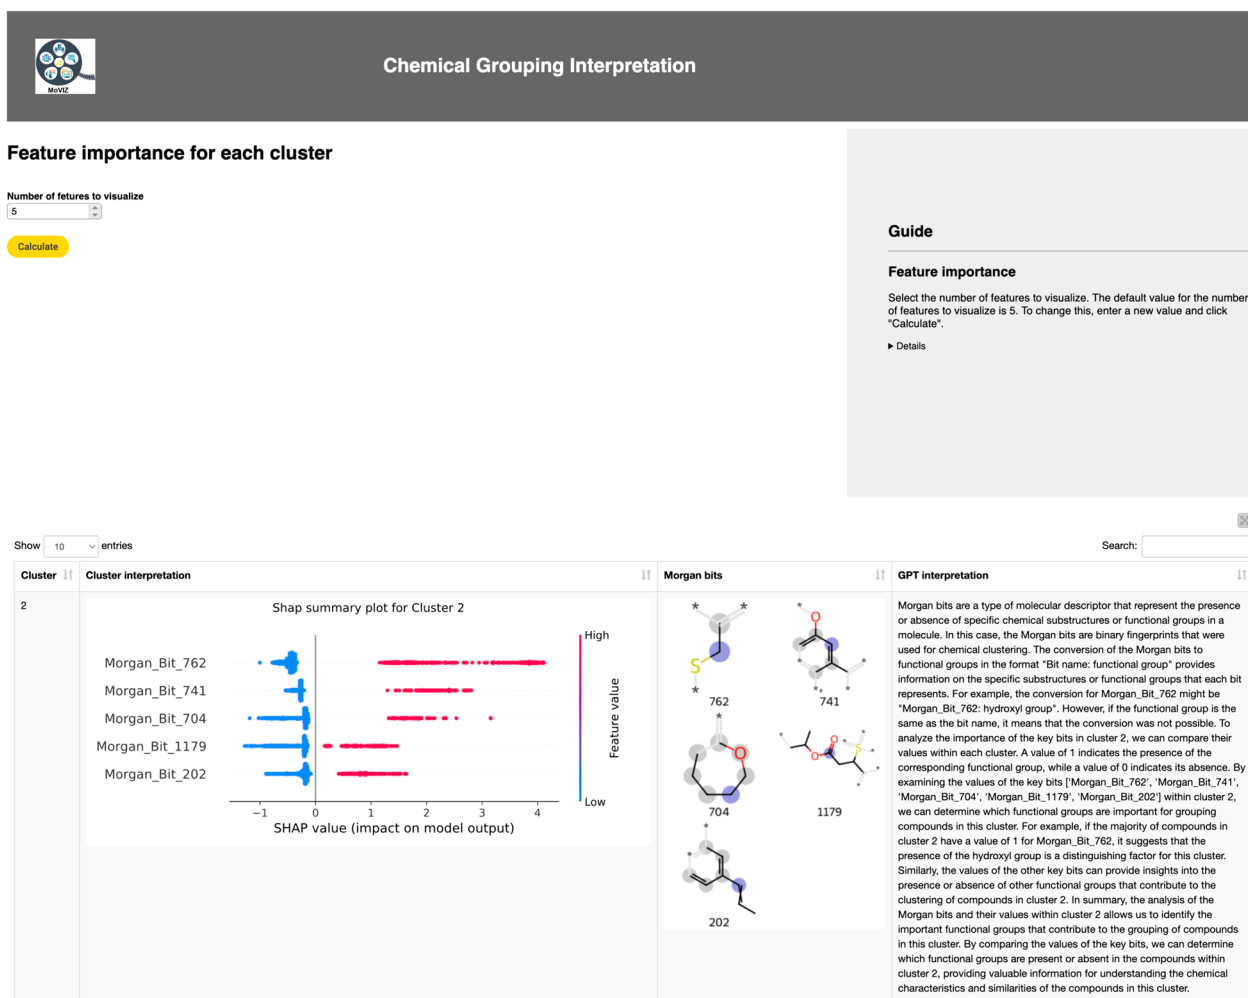 MoVIZ
Chemical Grouping Interpretation
Feature importance for each cluster
Number of fetures to visualize
5
Calculate
Guide
Feature importance
Select the number of features to visualize. The default value for the number
of features to visualize is 5. To change this, enter a new value and click
"Calculate".
▶ Details
Show 10 entries
Search:
Cluster
Cluster interpretation
Morgan bits
GPT interpretation
2
Shap summary plot for Cluster 2
High
Morgan_Bit_762
Morgan_Bit_741
Morgan_Bit_704
Morgan_Bit_1179
Morgan_Bit_202
Feature value
Low
−1 0 1 2 3 4
SHAP value (impact on model output)
* *
S
*
762
* O
* * * *
741
*
O
704
* O O S * * * *
1179
* *
202
Morgan bits are a type of molecular descriptor that represent the presence
or absence of specific chemical substructures or functional groups in a
molecule. In this case, the Morgan bits are binary fingerprints that were
used for chemical clustering. The conversion of the Morgan bits to
functional groups in the format "Bit name: functional group" provides
information on the specific substructures or functional groups that each bit
represents. For example, the conversion for Morgan_Bit_762 might be
"Morgan_Bit_762: hydroxyl group". However, if the functional group is the
same as the bit name, it means that the conversion was not possible. To
analyze the importance of the key bits in cluster 2, we can compare their
values within each cluster. A value of 1 indicates the presence of the
corresponding functional group, while a value of 0 indicates its absence. By
examining the values of the key bits ['Morgan_Bit_762', 'Morgan_Bit_741',
'Morgan_Bit_704', 'Morgan_Bit_1179', 'Morgan_Bit_202'] within cluster 2,
we can determine which functional groups are important for grouping
compounds in this cluster. For example, if the majority of compounds in
cluster 2 have a value of 1 for Morgan_Bit_762, it suggests that the
presence of the hydroxyl group is a distinguishing factor for this cluster.
Similarly, the values of the other key bits can provide insights into the
presence or absence of other functional groups that contribute to the
clustering of compounds in cluster 2. In summary, the analysis of the
Morgan bits and their values within cluster 2 allows us to identify the
important functional groups that contribute to the grouping of compounds
in this cluster. By comparing the values of the key bits, we can determine
which functional groups are present or absent in the compounds within
cluster 2, providing valuable information for understanding the chemical
characteristics and similarities of the compounds in this cluster.